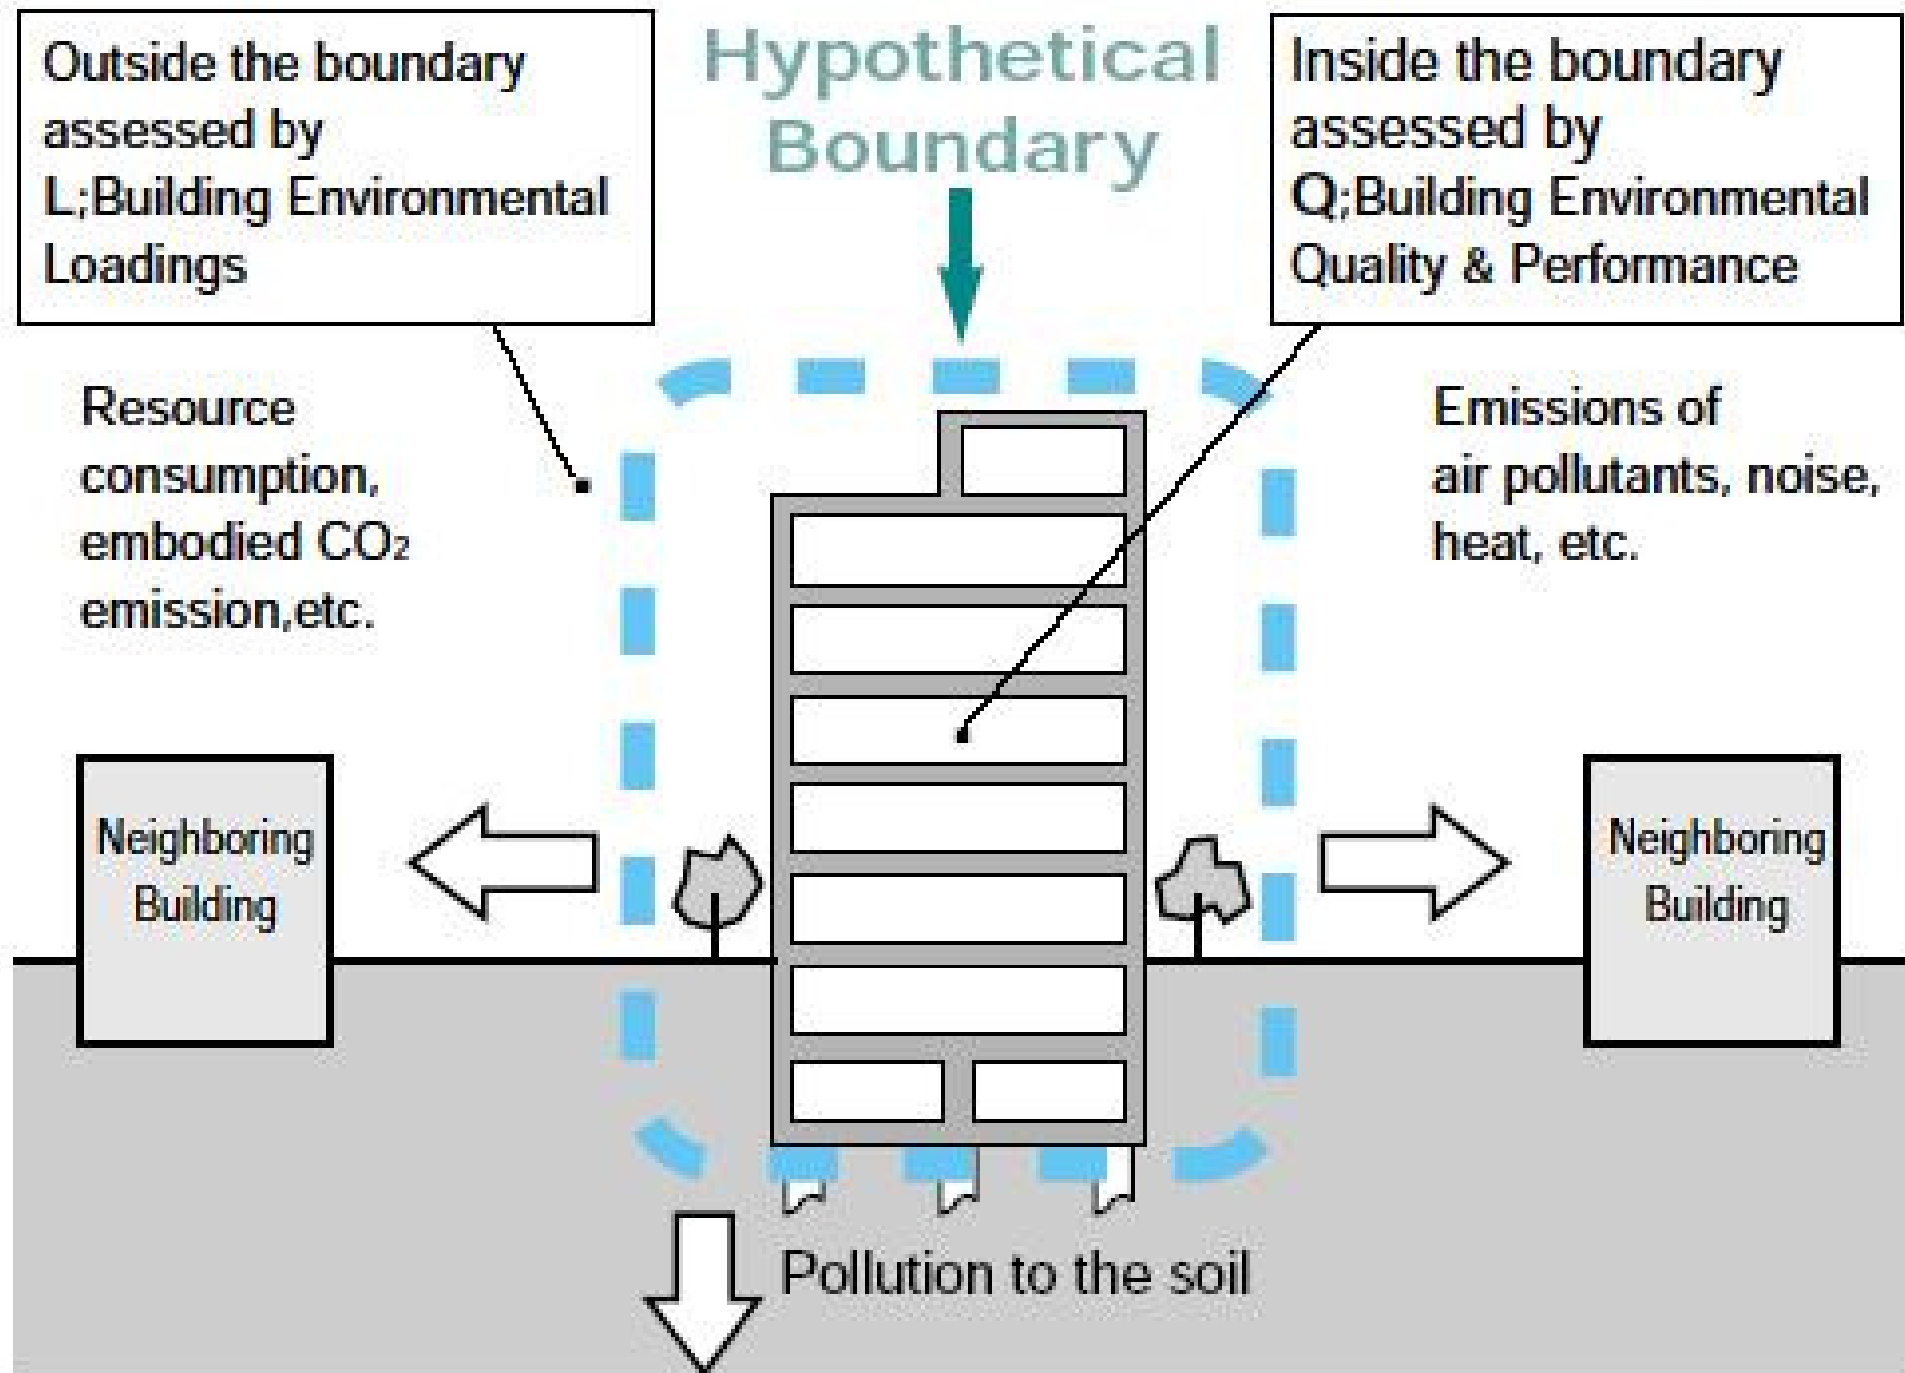 Outside the boundary
assessed by
L;Building Environmental
Loadings
Hypothetical
Boundary
Inside the boundary
assessed by
Q;Building Environmental
Quality & Performance
Resource
consumption,
embodied CO2
emission,etc.
Emissions of
air pollutants, noise,
heat, etc.
Neighboring
Building
Neighboring
Building
Pollution to the soil